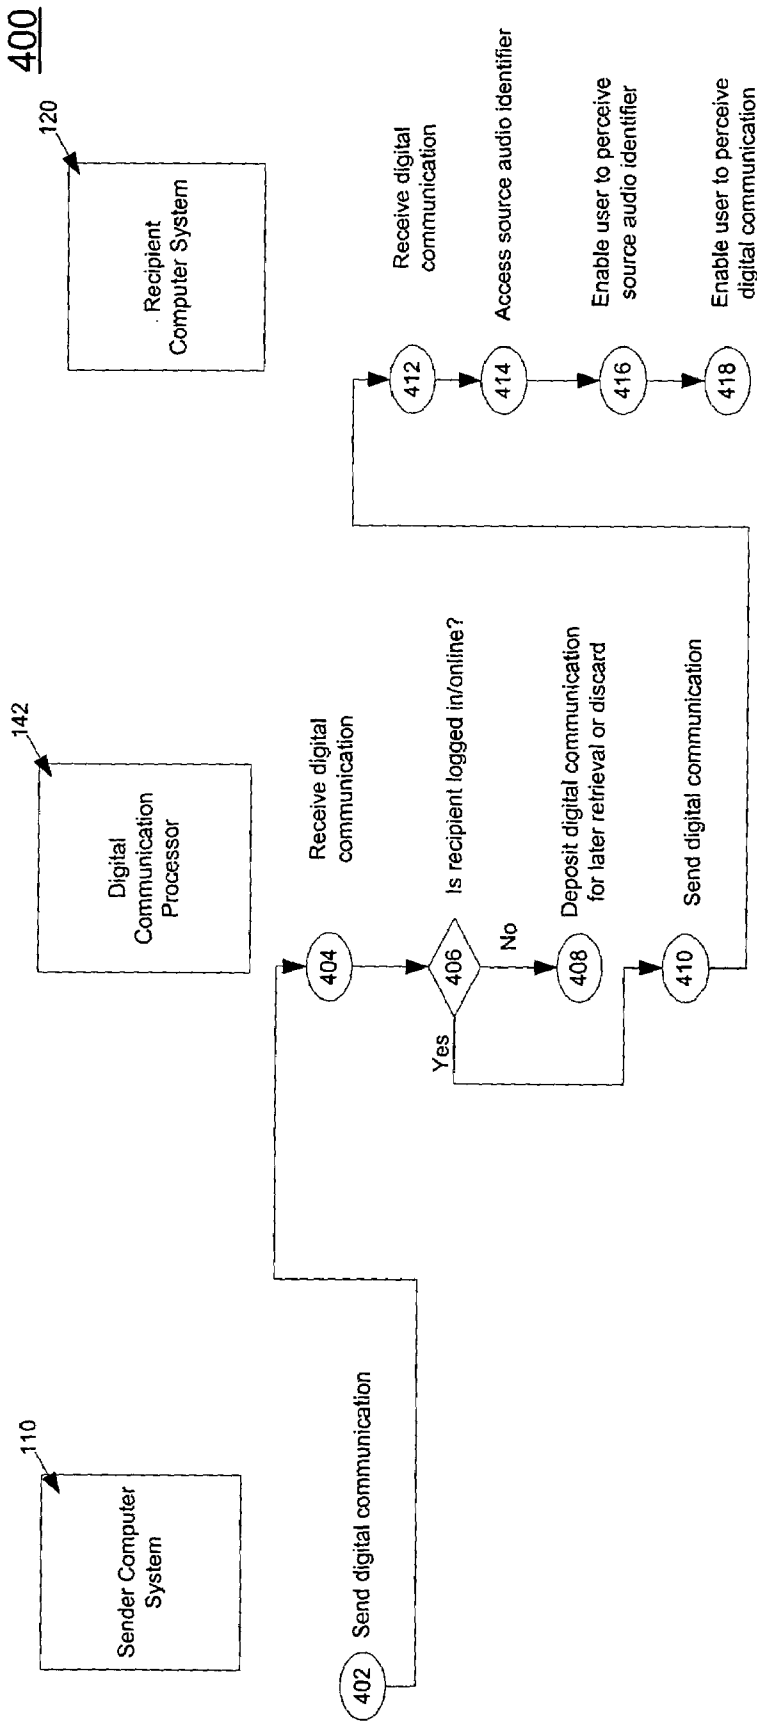 400
110
Sender Computer
System
402
Send digital communication
142
Digital
Communication
Processor
404
Receive digital
communication
406
Is recipient logged in/online?
Yes
No
408
Deposit digital communication
for later retrieval or discard
410
Send digital communication
120
Recipient
Computer System
412
Receive digital
communication
414
Access source audio identifier
416
Enable user to perceive
source audio identifier
418
Enable user to perceive
digital communication